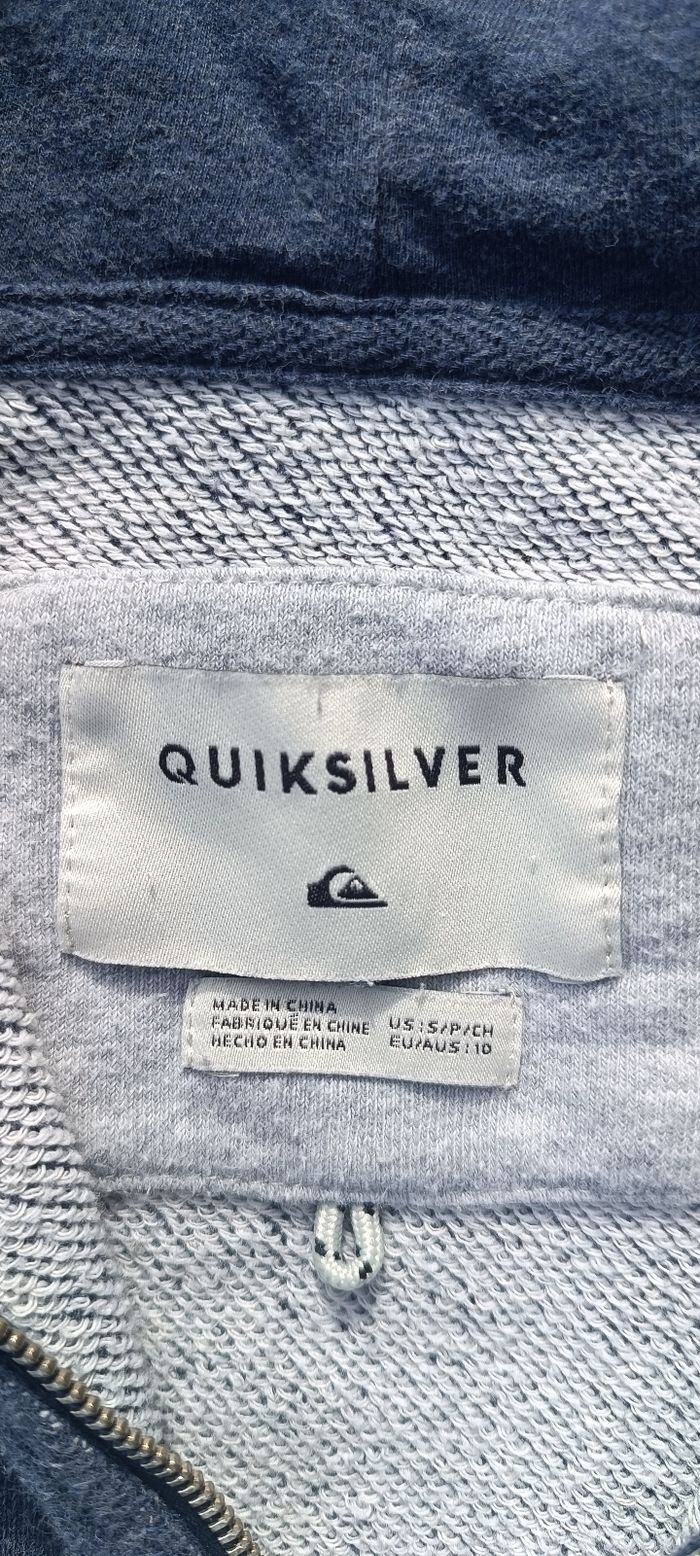 QUIKSILVER
MADE IN CHINA
FABRIQUÉ EN CHINE
HECHO EN CHINA
US : S/P/CH
EU/AUS : 10